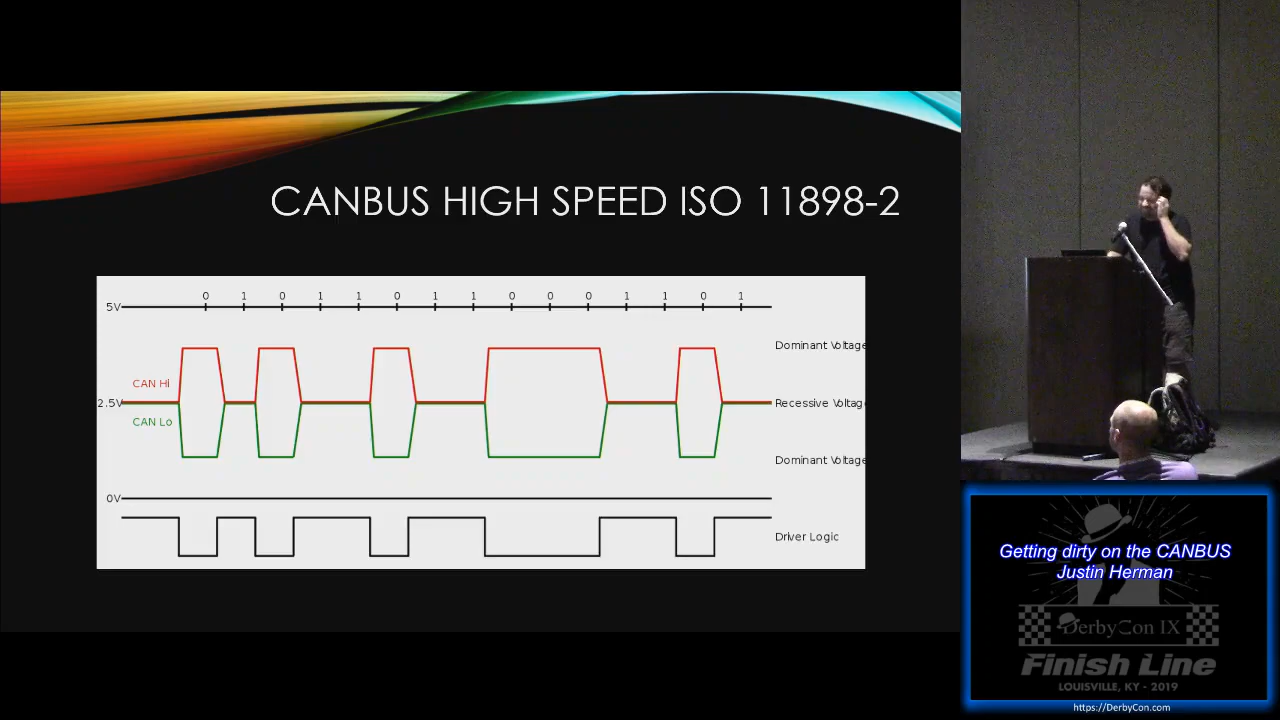 CANBUS HIGH SPEED ISO 11898-2
0 1 0 1 1 0 1 1 0 0 0 1 1 0 1
5V
Dominant Voltage
CAN Hi
2.5V
Recessive Voltag
CAN Lo
Dominant Voltage
0V
Driver Logic
Getting dirty on the CANBUS
Justin Herman
DerbyCon IX
Finish Line
LOUISVILLE, KY - 2019
https://DerbyCon.com